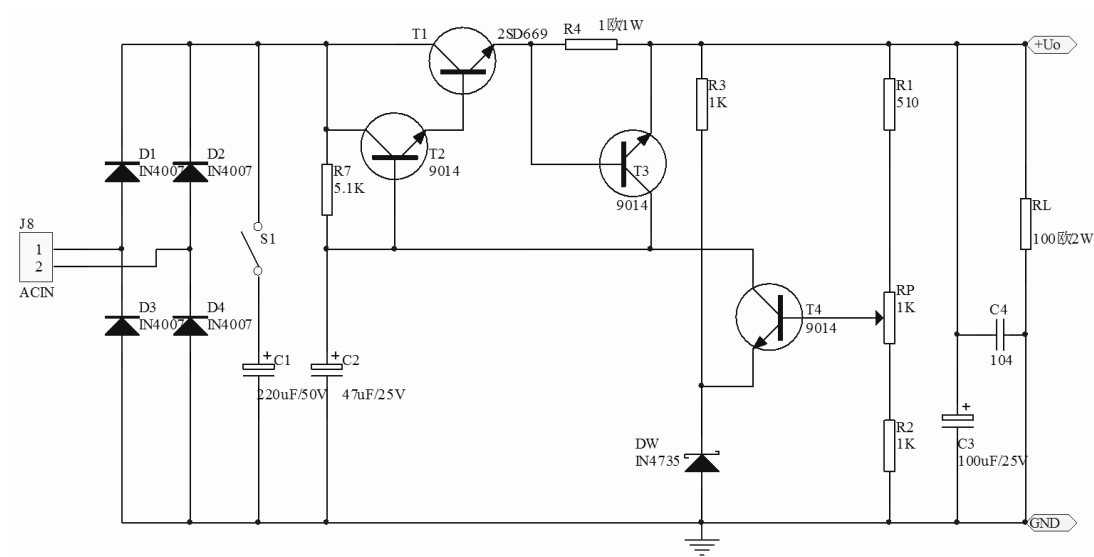 T1
2SD669
R4
1欧/1W
+Uo
R3
1K
R1
510
D1
IN4007
D2
IN4007
R7
5.1K
T2
9014
T3
9014
J8
1
2
ACIN
S1
RL
100欧2W
D3
IN4007
D4
IN4007
T4
9014
RP
1K
C4
104
C1
220uF/50V
C2
47uF/25V
DW
IN4735
R2
1K
C3
100uF/25V
GND